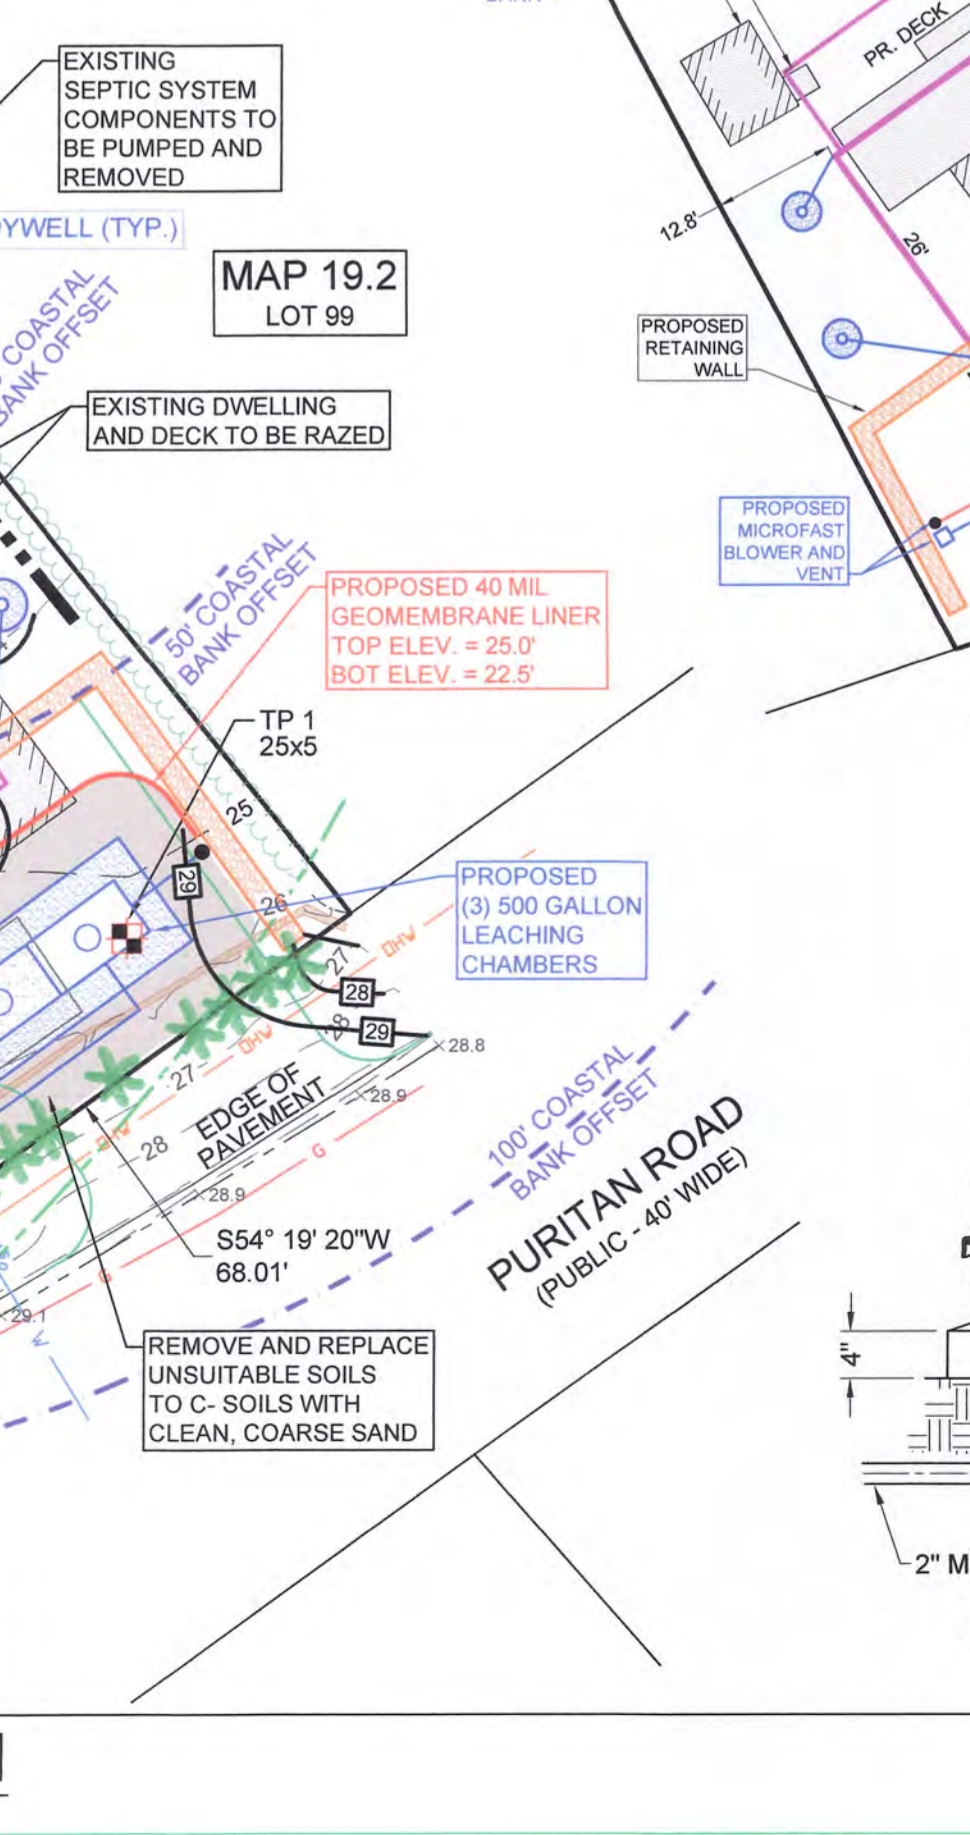 BANK
EXISTING
SEPTIC SYSTEM
COMPONENTS TO
BE PUMPED AND
REMOVED
YWELL (TYP.)
MAP 19.2
LOT 99
COASTAL
BANK OFFSET
EXISTING DWELLING
AND DECK TO BE RAZED
PR. DECK
12.8'
26'
PROPOSED
RETAINING
WALL
PROPOSED
MICROFAST
BLOWER AND
VENT
50' COASTAL
BANK OFFSET
PROPOSED 40 MIL
GEOMEMBRANE LINER
TOP ELEV. = 25.0'
BOT ELEV. = 22.5'
TP 1
25x5
25
29
26
PROPOSED
(3) 500 GALLON
LEACHING
CHAMBERS
27
OHW
28
28
29
OHW
28.8
27
EDGE OF
PAVEMENT
28.9
OHW
28
G
28.9
100' COASTAL
BANK OFFSET
PURITAN ROAD
(PUBLIC - 40' WIDE)
S54° 19' 20"W
68.01'
G
29.1
W
REMOVE AND REPLACE
UNSUITABLE SOILS
TO C- SOILS WITH
CLEAN, COARSE SAND
4"
2" M